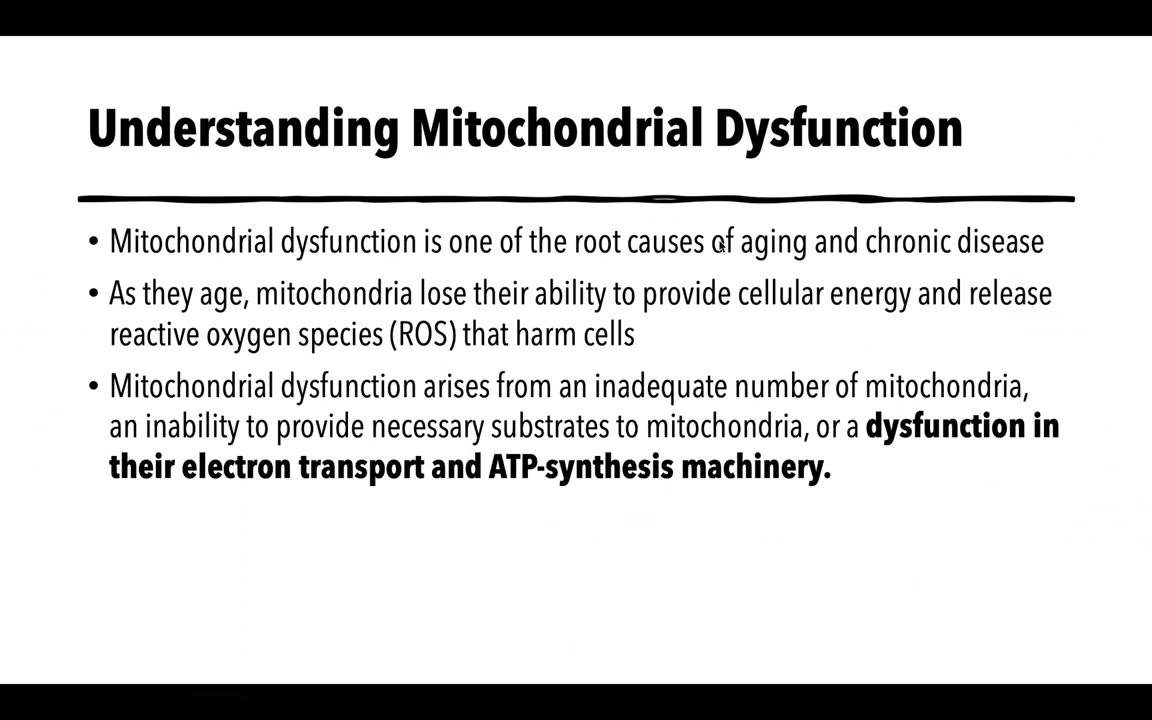 Understanding Mitochondrial Dysfunction
• Mitochondrial dysfunction is one of the root causes of aging and chronic disease
• As they age, mitochondria lose their ability to provide cellular energy and release
reactive oxygen species (ROS) that harm cells
• Mitochondrial dysfunction arises from an inadequate number of mitochondria,
an inability to provide necessary substrates to mitochondria, or a dysfunction in
their electron transport and ATP-synthesis machinery.